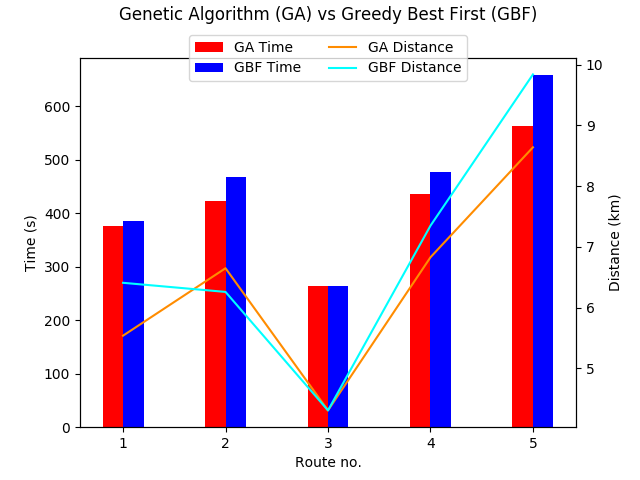 Genetic Algorithm (GA) vs Greedy Best First (GBF)
GA Time GA Distance
GBF Time GBF Distance
600
500
400
300
200
100
0
Time (s)
10
9
8
7
6
5
Distance (km)
1 2 3 4 5
Route no.